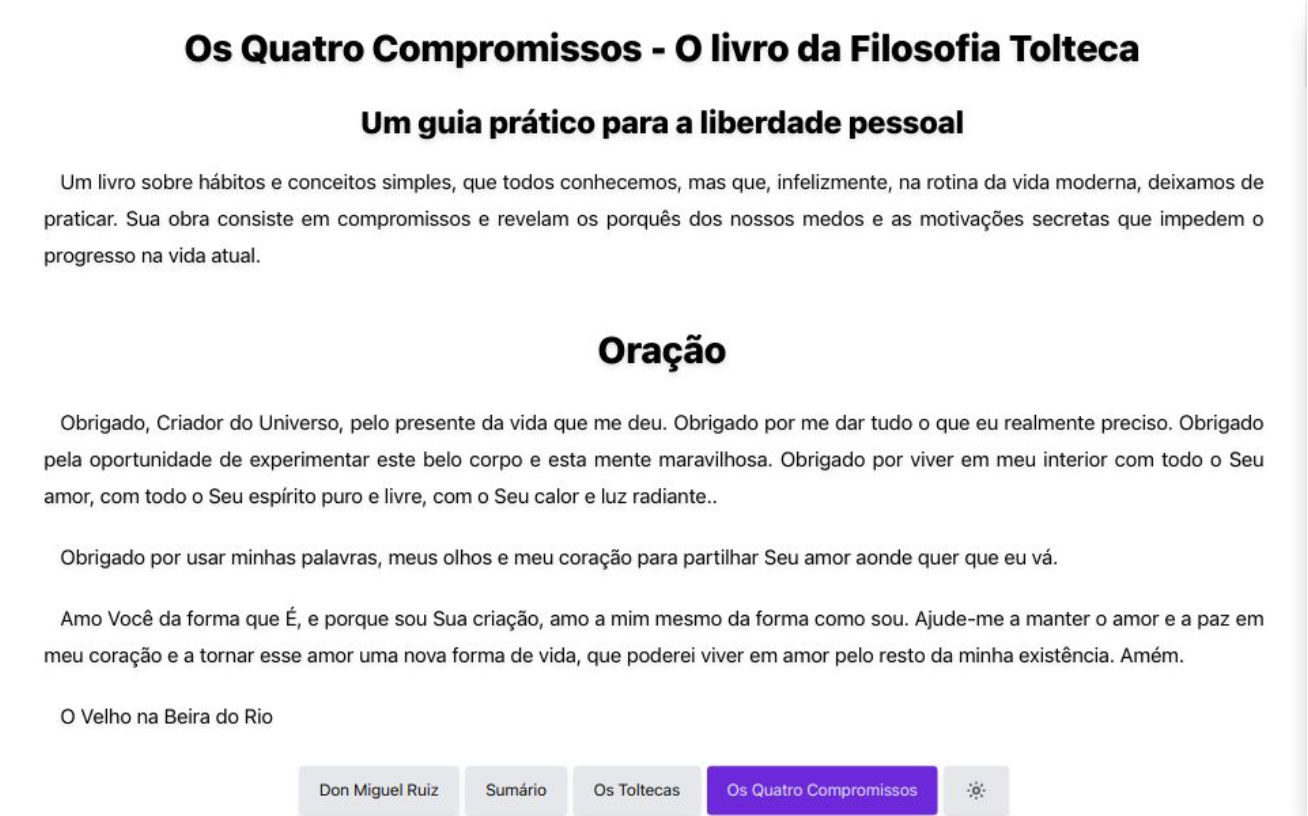 Os Quatro Compromissos - O livro da Filosofia Tolteca
Um guia prático para a liberdade pessoal
Um livro sobre hábitos e conceitos simples, que todos conhecemos, mas que, infelizmente, na rotina da vida moderna, deixamos de
praticar. Sua obra consiste em compromissos e revelam os porquês dos nossos medos e as motivações secretas que impedem o
progresso na vida atual.
Oração
Obrigado, Criador do Universo, pelo presente da vida que me deu. Obrigado por me dar tudo o que eu realmente preciso. Obrigado
pela oportunidade de experimentar este belo corpo e esta mente maravilhosa. Obrigado por viver em meu interior com todo o Seu
amor, com todo o Seu espírito puro e livre, com o Seu calor e luz radiante..
Obrigado por usar minhas palavras, meus olhos e meu coração para partilhar Seu amor aonde quer que eu vá.
Amo Você da forma que É, e porque sou Sua criação, amo a mim mesmo da forma como sou. Ajude-me a manter o amor e a paz em
meu coração e a tornar esse amor uma nova forma de vida, que poderei viver em amor pelo resto da minha existência. Amém.
O Velho na Beira do Rio
Don Miguel Ruiz Sumário Os Toltecas Os Quatro Compromissos